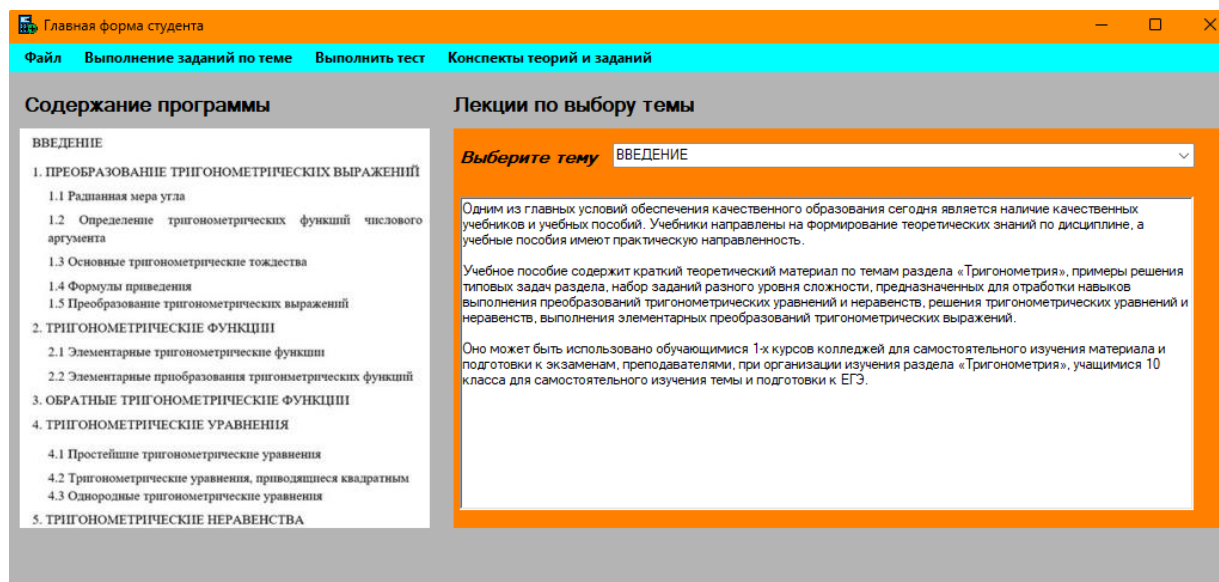 Главная форма студента
Файл Выполнение заданий по теме Выполнить тест Конспекты теорий и заданий
Содержание программы
ВВЕДЕНИЕ
1. ПРЕОБРАЗОВАНИЕ ТРИГОНОМЕТРИЧЕСКИХ ВЫРАЖЕНИЙ
1.1 Радианная мера угла
1.2 Определение тригонометрических функций числового
аргумента
1.3 Основные тригонометрические тождества
1.4 Формулы приведения
1.5 Преобразование тригонометрических выражений
2. ТРИГОНОМЕТРИЧЕСКИЕ ФУНКЦИИ
2.1 Элементарные тригонометрические функции
2.2 Элементарные приобразования тригонметрических функций
3. ОБРАТНЫЕ ТРИГОНОМЕТРИЧЕСКИЕ ФУНКЦИИ
4. ТРИГОНОМЕТРИЧЕСКИЕ УРАВНЕНИЯ
4.1 Простейшие тригонометрические уравнения
4.2 Тригонометрические уравнения, приводящиеся квадратным
4.3 Однородные тригонометрические уравнения
5. ТРИГОНОМЕТРИЧЕСКИЕ НЕРАВЕНСТВА
Лекции по выбору темы
Выберите тему ВВЕДЕНИЕ
Одним из главных условий обеспечения качественного образования сегодня является наличие качественных
учебников и учебных пособий. Учебники направлены на формирование теоретических знаний по дисциплине, а
учебные пособия имеют практическую направленность.
Учебное пособие содержит краткий теоретический материал по темам раздела «Тригонометрия», примеры решения
типовых задач раздела, набор заданий разного уровня сложности, предназначенных для отработки навыков
выполнения преобразований тригонометрических уравнений и неравенств, решения тригонометрических уравнений и
неравенств, выполнения элементарных преобразований тригонометрических выражений.
Оно может быть использовано обучающимися 1-х курсов колледжей для самостоятельного изучения материала и
подготовки к экзаменам, преподавателями, при организации изучения раздела «Тригонометрия», учащимися 10
класса для самостоятельного изучения темы и подготовки к ЕГЭ.